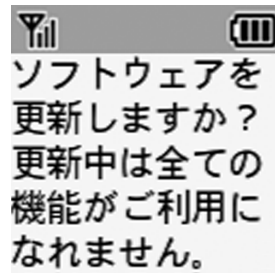 ソフトウェアを
更新しますか？
更新中は全ての
機能がご利用に
なれません。